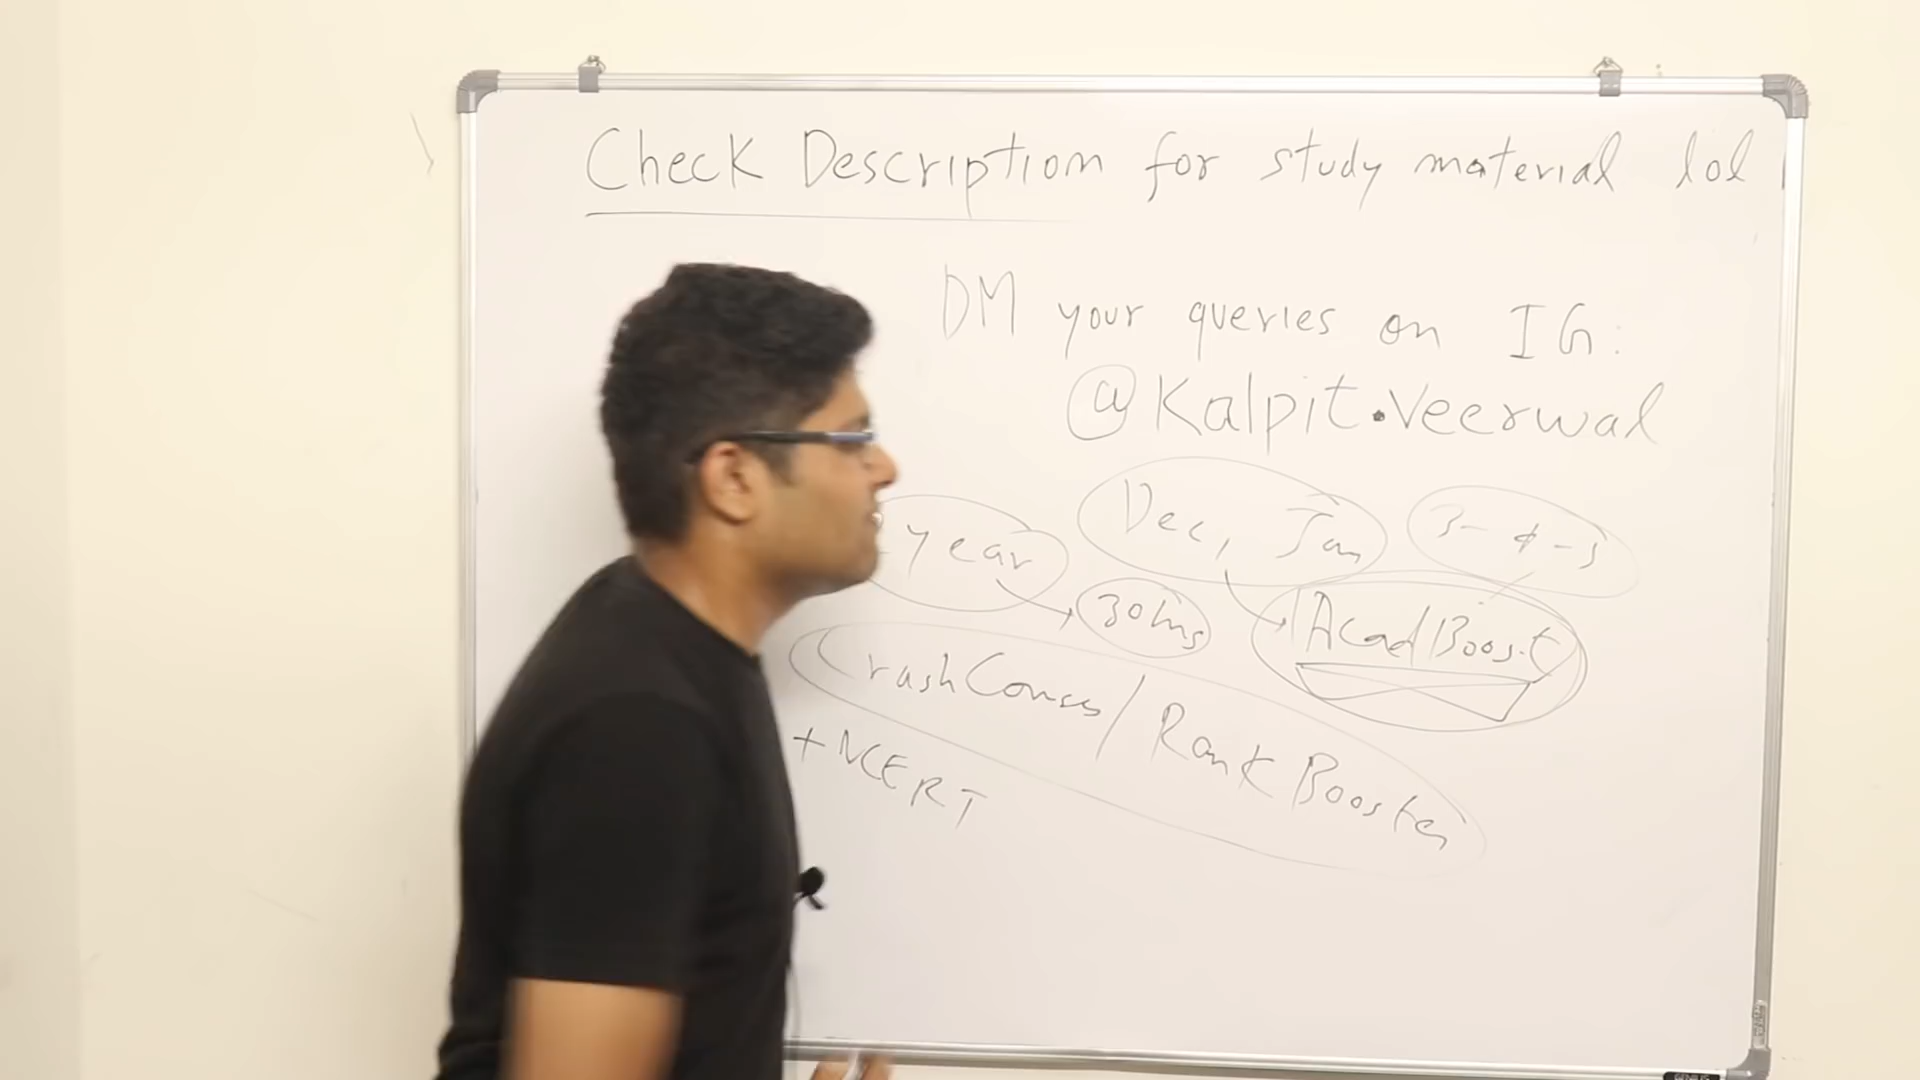 Check Description for study material lol
DM your queries on IG:
@Kalpit.Veerwal
year
Dec, Jan
30hrs
AcadBoost
CrashCourses/RankBooster
+NCERT